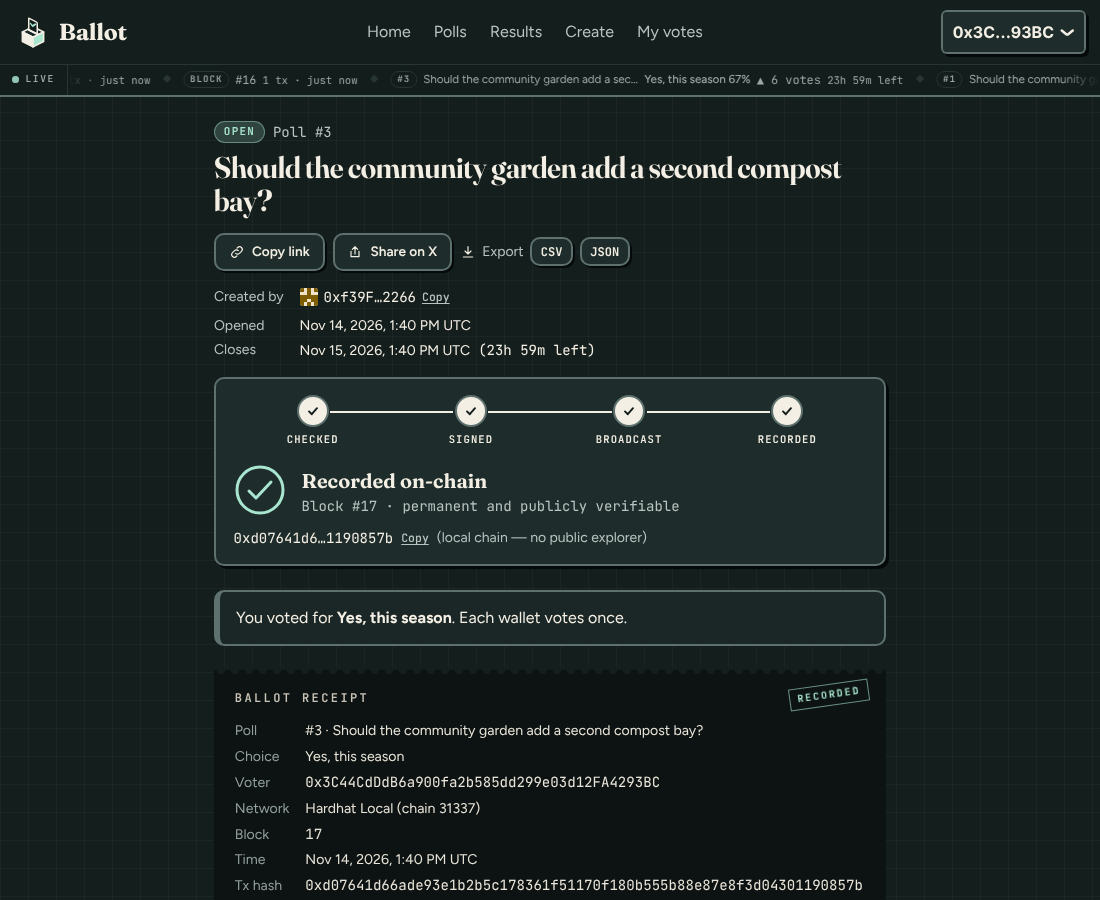 Ballot
Home Polls Results Create My votes
0x3C…93BC
LIVE
x · just now
BLOCK #16 1 tx · just now
#3 Should the community garden add a sec… Yes, this season 67% ▲ 6 votes 23h 59m left
#1 Should the community g
OPEN Poll #3
Should the community garden add a second compost
bay?
Copy link Share on X Export CSV JSON
Created by 0xf39F…2266 Copy
Opened Nov 14, 2026, 1:40 PM UTC
Closes Nov 15, 2026, 1:40 PM UTC (23h 59m left)
CHECKED SIGNED BROADCAST RECORDED
Recorded on-chain
Block #17 · permanent and publicly verifiable
0xd07641d6…1190857b Copy (local chain — no public explorer)
You voted for Yes, this season. Each wallet votes once.
BALLOT RECEIPT
RECORDED
Poll #3 · Should the community garden add a second compost bay?
Choice Yes, this season
Voter 0x3C44CdDdB6a900fa2b585dd299e03d12FA4293BC
Network Hardhat Local (chain 31337)
Block 17
Time Nov 14, 2026, 1:40 PM UTC
Tx hash 0xd07641d66ade93e1b2b5c178361f51170f180b555b88e87e8f3d04301190857b